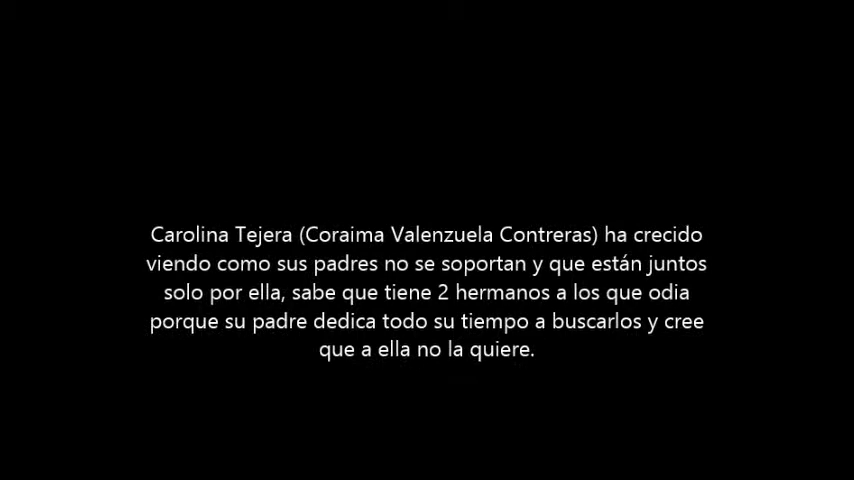 Carolina Tejera (Coraima Valenzuela Contreras) ha crecido
viendo como sus padres no se soportan y que están juntos
solo por ella, sabe que tiene 2 hermanos a los que odia
porque su padre dedica todo su tiempo a buscarlos y cree
que a ella no la quiere.